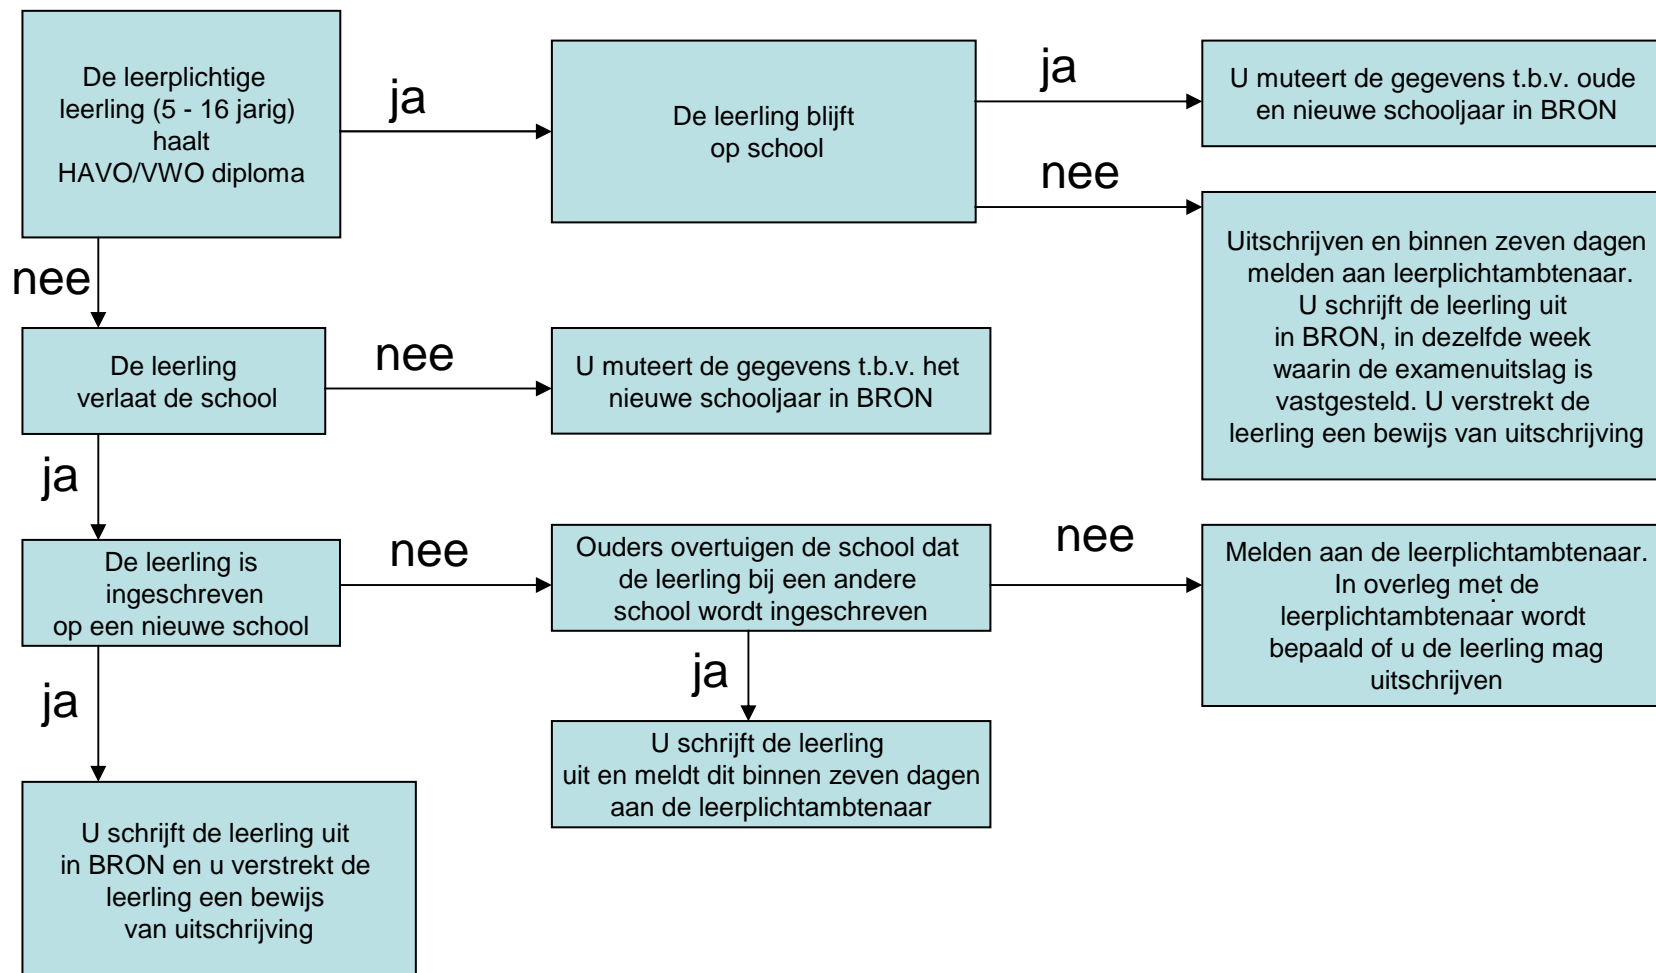 De leerplichtige
leerling (5 - 16 jarig)
haalt
HAVO/VWO diploma
ja
De leerling blijft
op school
ja
U muteert de gegevens t.b.v. oude
en nieuwe schooljaar in BRON
nee
Uitschrijven en binnen zeven dagen
melden aan leerplichtambtenaar.
U schrijft de leerling uit
in BRON, in dezelfde week
waarin de examenuitslag is
vastgesteld. U verstrekt de
leerling een bewijs van uitschrijving
nee
De leerling
verlaat de school
nee
U muteert de gegevens t.b.v. het
nieuwe schooljaar in BRON
ja
De leerling is
ingeschreven
op een nieuwe school
nee
Ouders overtuigen de school dat
de leerling bij een andere
school wordt ingeschreven
nee
Melden aan de leerplichtambtenaar.
In overleg met de
leerplichtambtenaar wordt
bepaald of u de leerling mag
uitschrijven
ja
U schrijft de leerling
uit en meldt dit binnen zeven dagen
aan de leerplichtambtenaar
ja
U schrijft de leerling uit
in BRON en u verstrekt de
leerling een bewijs
van uitschrijving